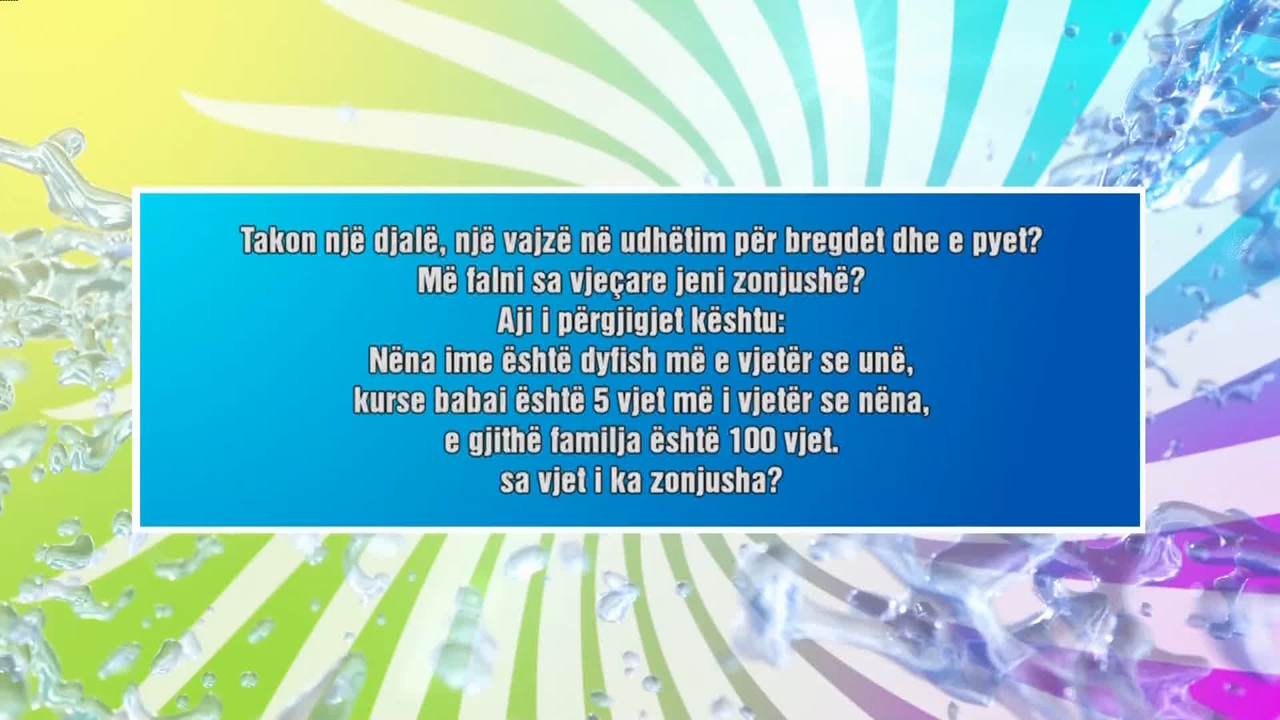 Takon një djalë, një vajzë në udhëtim për bregdet dhe e pyet?
Më falni sa vjeçare jeni zonjushë?
Aji i përgjigjet kështu:
Nëna ime është dyfish më e vjetër se unë,
kurse babai është 5 vjet më i vjetër se nëna,
e gjithë familja është 100 vjet.
sa vjet i ka zonjusha?